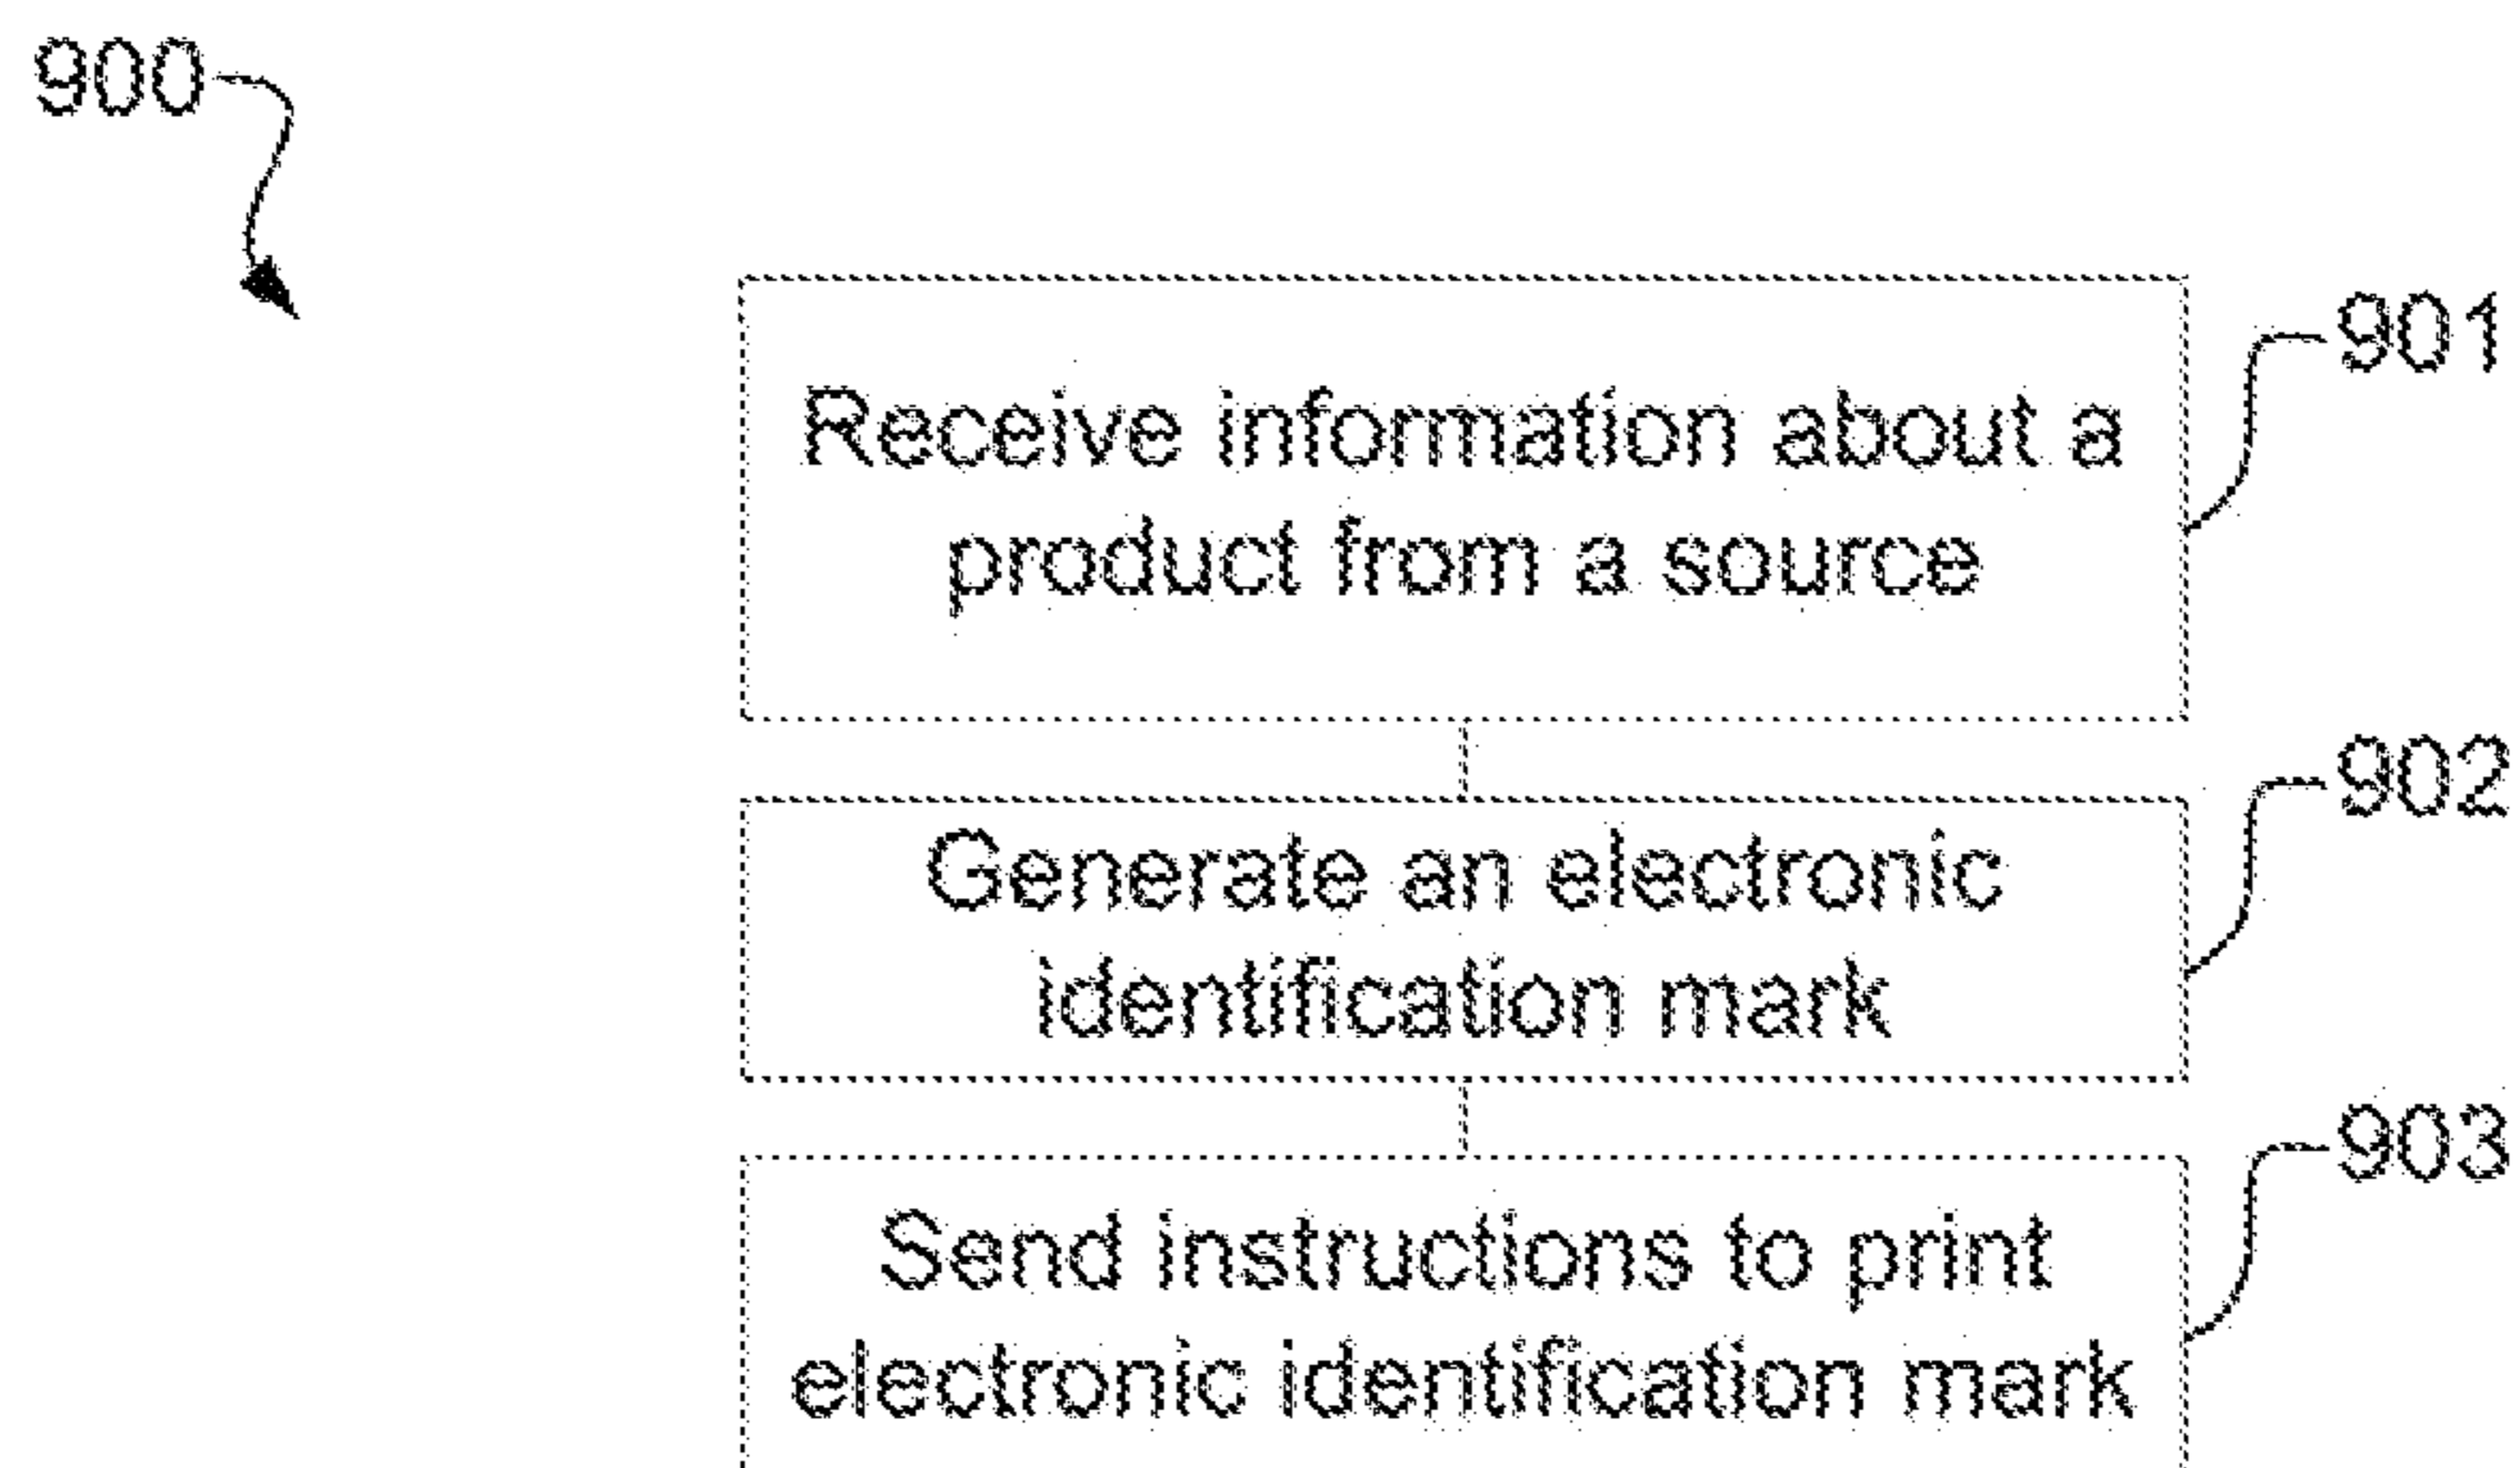 900
901
Receive information about a
product from a source
902
Generate an electronic
identification mark
903
Send instructions to print
electronic identification mark